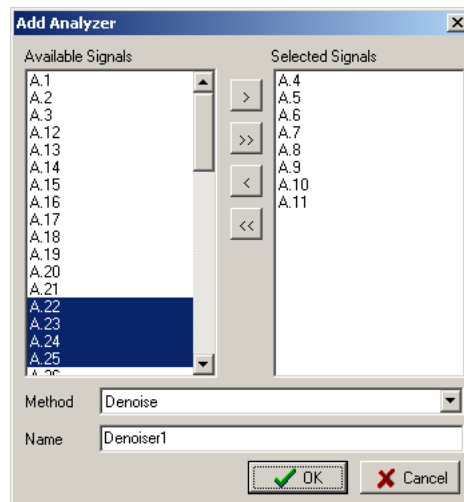 Add Analyzer
Available Signals
A.1
A.2
A.3
A.12
A.13
A.14
A.15
A.16
A.17
A.18
A.19
A.20
A.21
A.22
A.23
A.24
A.25
A.26
>
>>
<
<<
Selected Signals
A.4
A.5
A.6
A.7
A.8
A.9
A.10
A.11
Method Denoise
Name Denoiser1
OK Cancel